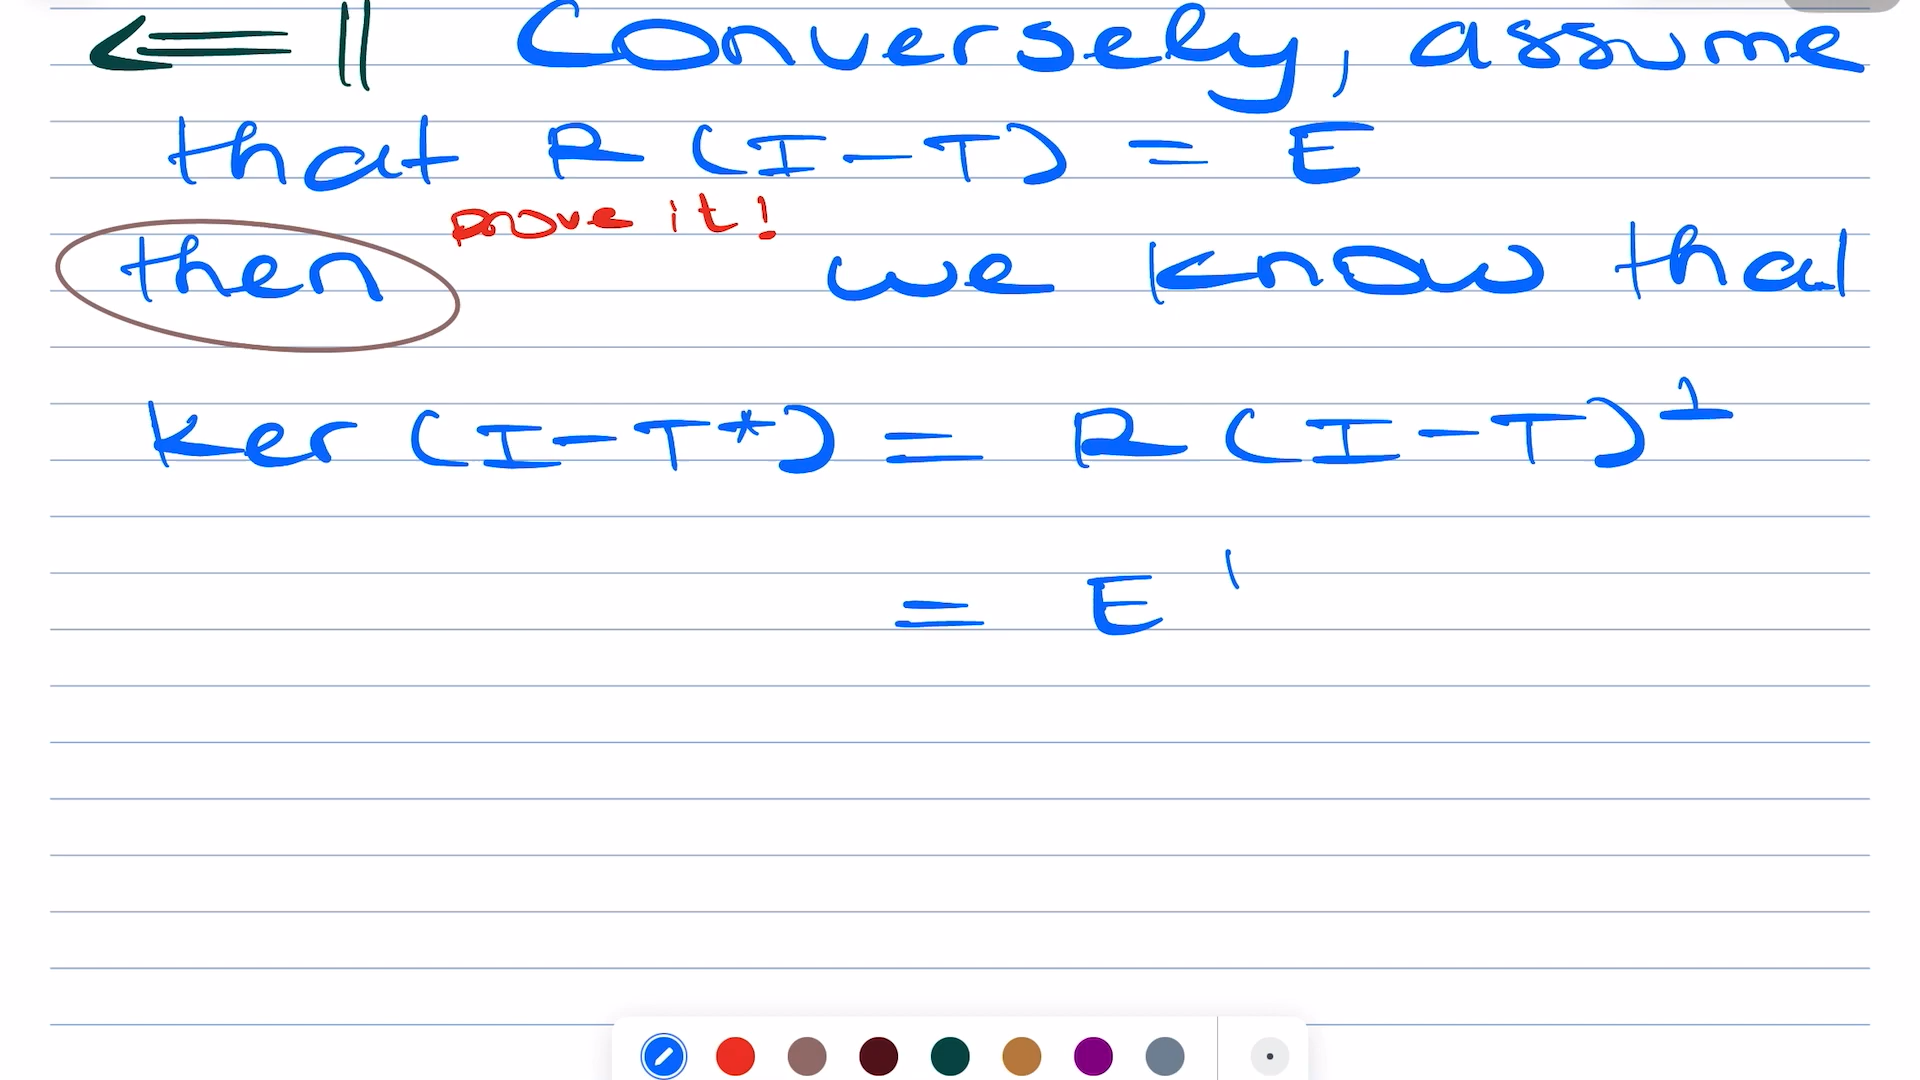 ⟸ || Conversely, assume
that R(I-T) = E
prove it!
then we know that
ker(I-T*) = R(I-T)^⊥
= E